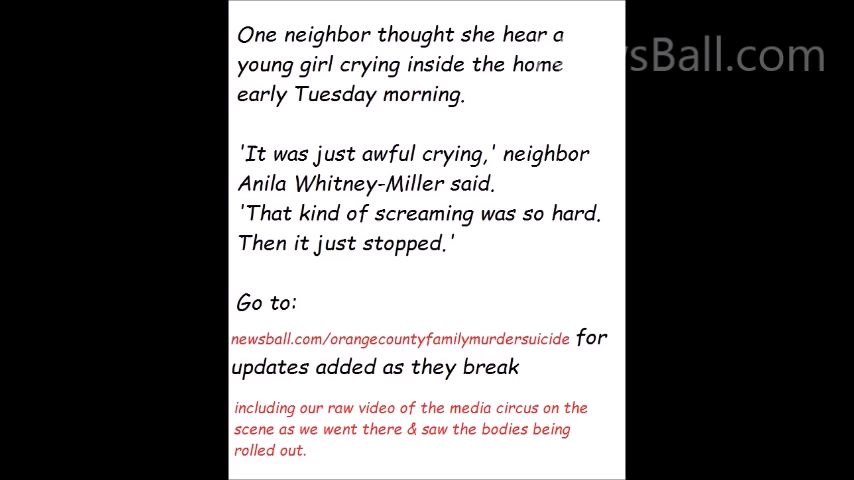 One neighbor thought she hear a
young girl crying inside the home
early Tuesday morning.
'It was just awful crying,' neighbor
Anila Whitney-Miller said.
'That kind of screaming was so hard.
Then it just stopped.'
Go to:
newsball.com/orangecountyfamilymurdersuicide for
updates added as they break
including our raw video of the media circus on the
scene as we went there & saw the bodies being
rolled out.
sBall.com